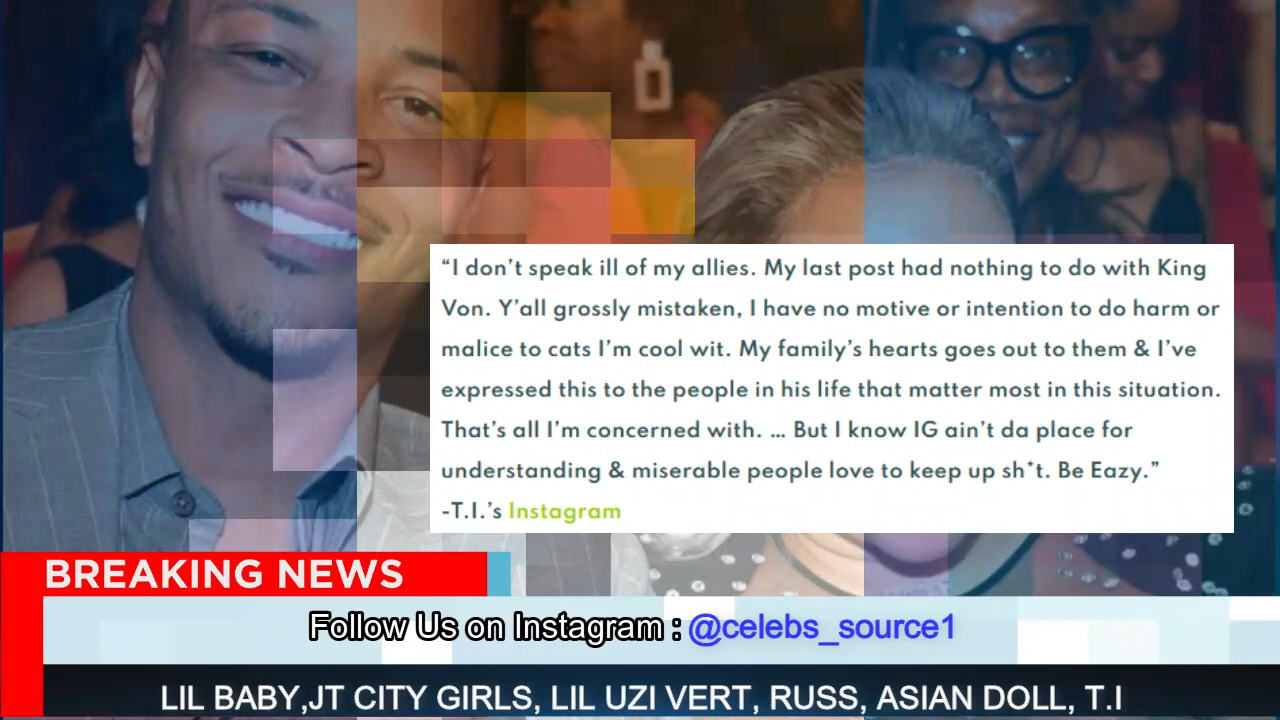 “I don’t speak ill of my allies. My last post had nothing to do with King
Von. Y’all grossly mistaken, I have no motive or intention to do harm or
malice to cats I’m cool wit. My family’s hearts goes out to them & I’ve
expressed this to the people in his life that matter most in this situation.
That’s all I’m concerned with. … But I know IG ain’t da place for
understanding & miserable people love to keep up sh*t. Be Eazy.”
-T.I.’s Instagram
BREAKING NEWS
Follow Us on Instagram : @celebs_source1
LIL BABY,JT CITY GIRLS, LIL UZI VERT, RUSS, ASIAN DOLL, T.I